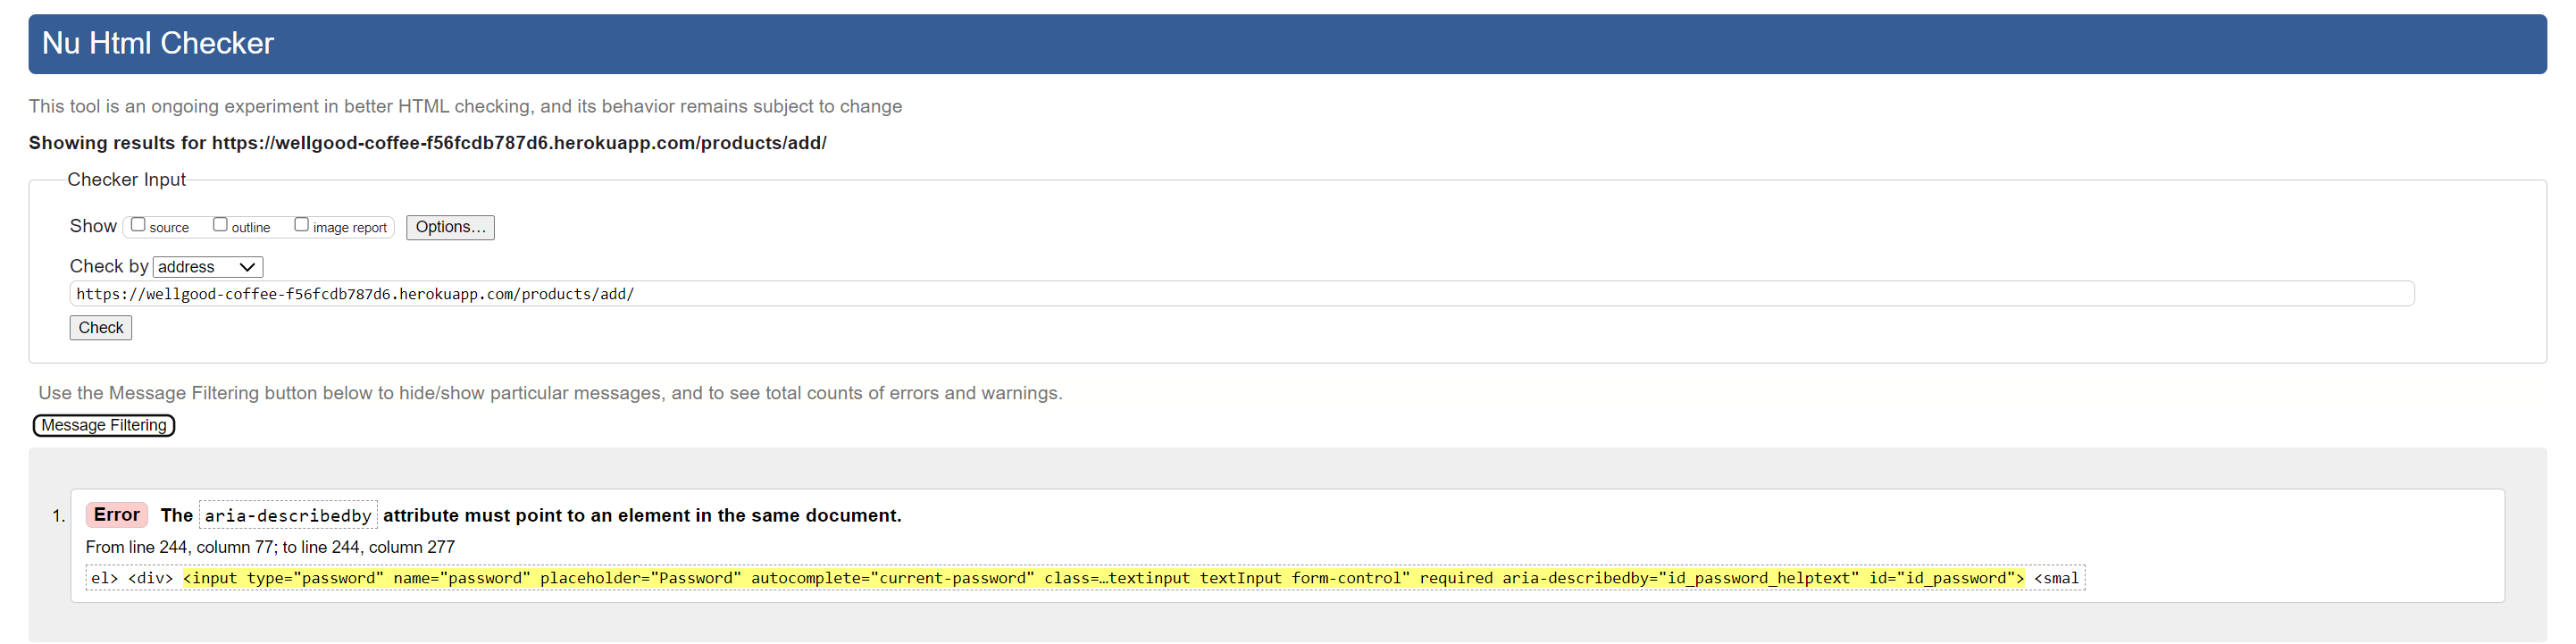 Nu Html Checker
This tool is an ongoing experiment in better HTML checking, and its behavior remains subject to change
Showing results for https://wellgood-coffee-f56fcdb787d6.herokuapp.com/products/add/
Checker Input
Show source outline image report Options...
Check by address
https://wellgood-coffee-f56fcdb787d6.herokuapp.com/products/add/
Check
Use the Message Filtering button below to hide/show particular messages, and to see total counts of errors and warnings.
Message Filtering
1. Error The aria-describedby attribute must point to an element in the same document.
From line 244, column 77; to line 244, column 277
el> <div> <input type="password" name="password" placeholder="Password" autocomplete="current-password" class=…textinput textInput form-control" required aria-describedby="id_password_helptext" id="id_password"> <smal